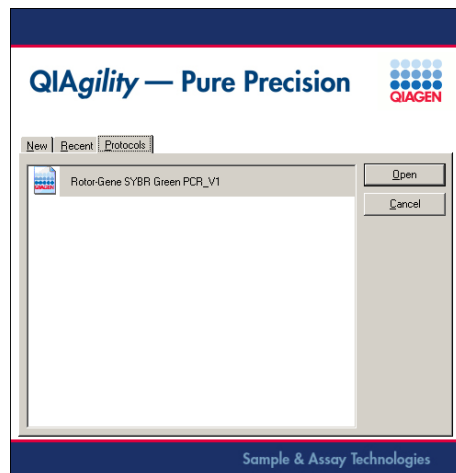 QIAgility — Pure Precision
QIAGEN
New Recent Protocols
Rotor-Gene SYBR Green PCR_V1
Open
Cancel
Sample & Assay Technologies